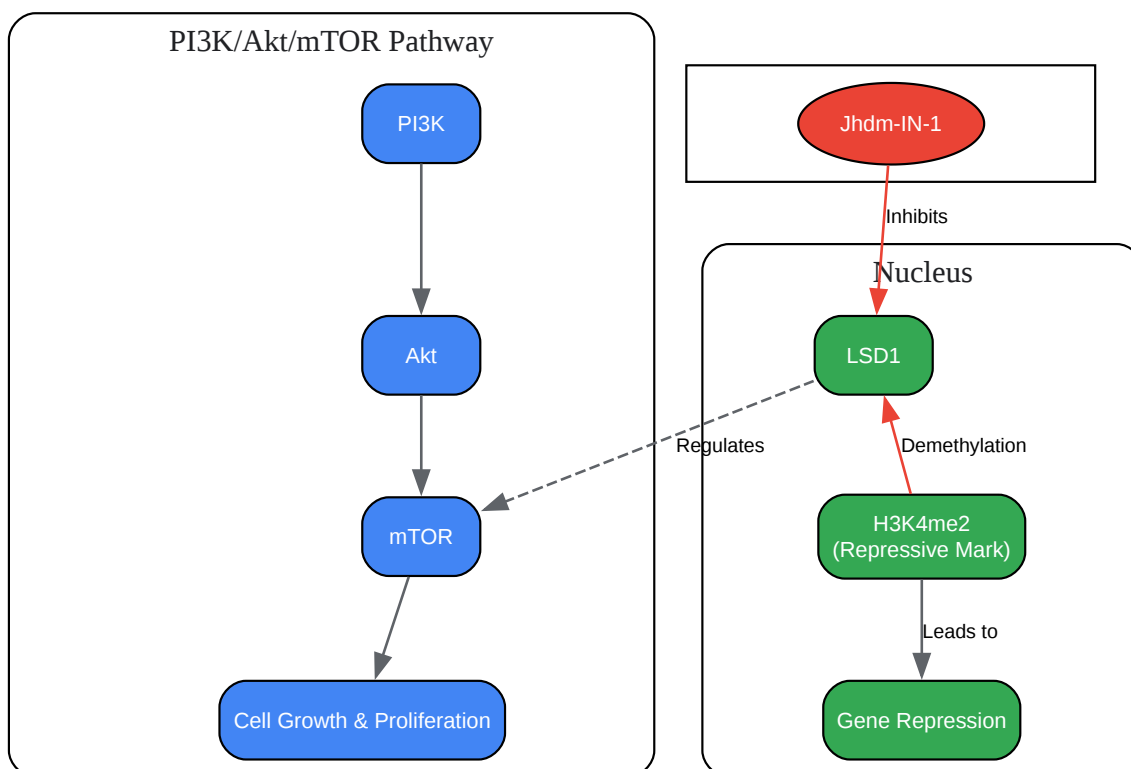 PI3K/Akt/mTOR Pathway
PI3K
Jhdm-IN-1
Inhibits
Nucleus
Akt
LSD1
Regulates
Demethylation
mTOR
H3K4me2
(Repressive Mark)
Leads to
Cell Growth & Proliferation
Gene Repression